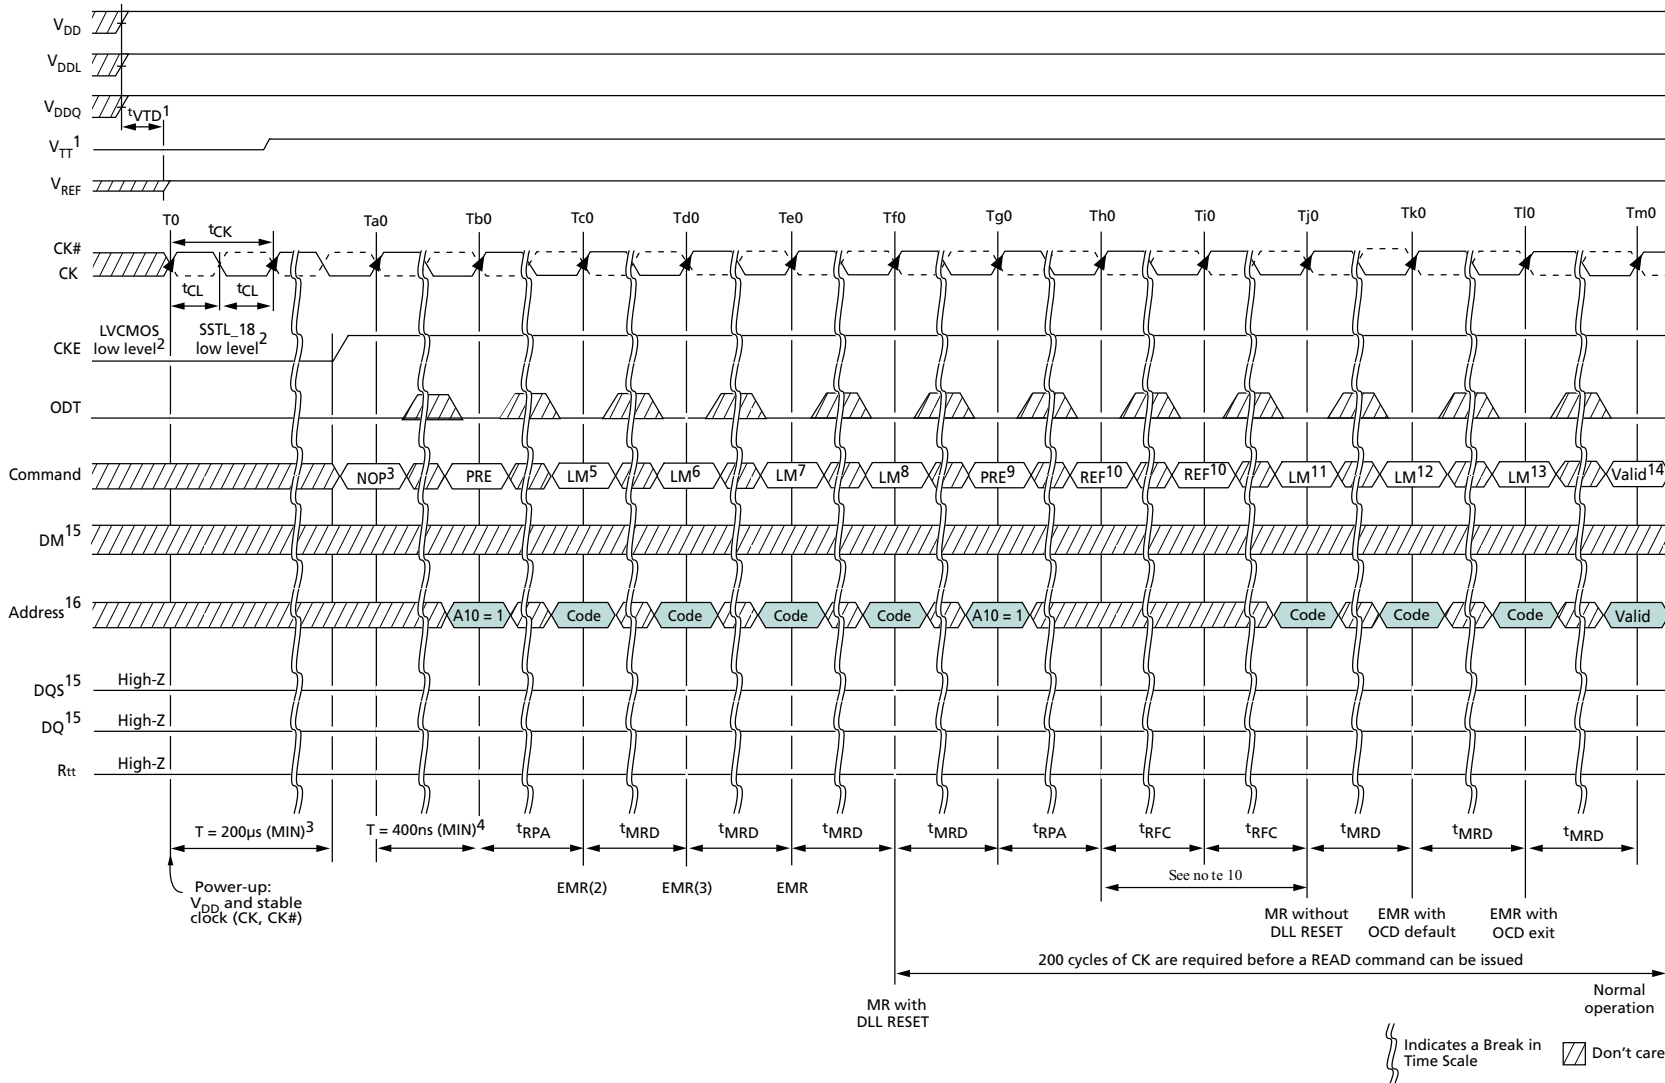 VDD
VDDL
VDDQ
tVTD1
VTT1
VREF
T0 Ta0 Tb0 Tc0 Td0 Te0 Tf0 Tg0 Th0 Ti0 Tj0 Tk0 Tl0 Tm0
tCK
CK#
CK
tCL tCL
LVCMOS
low level2
SSTL_18
low level2
CKE
ODT
Command NOP3 PRE LM5 LM6 LM7 LM8 PRE9 REF10 REF10 LM11 LM12 LM13 Valid14
DM15
Address16 A10 = 1 Code Code Code Code A10 = 1 Code Code Code Valid
DQS15 High-Z
DQ15 High-Z
Rtt High-Z
T = 200µs (MIN)3 T = 400ns (MIN)4 tRPA tMRD tMRD tMRD tMRD tRPA tRFC tRFC tMRD tMRD tMRD
Power-up:
VDD and stable
clock (CK, CK#)
EMR(2) EMR(3) EMR
See no te 10
MR without
DLL RESET
EMR with
OCD default
EMR with
OCD exit
200 cycles of CK are required before a READ command can be issued
MR with
DLL RESET
Normal
operation
Indicates a Break in
Time Scale
Don't care